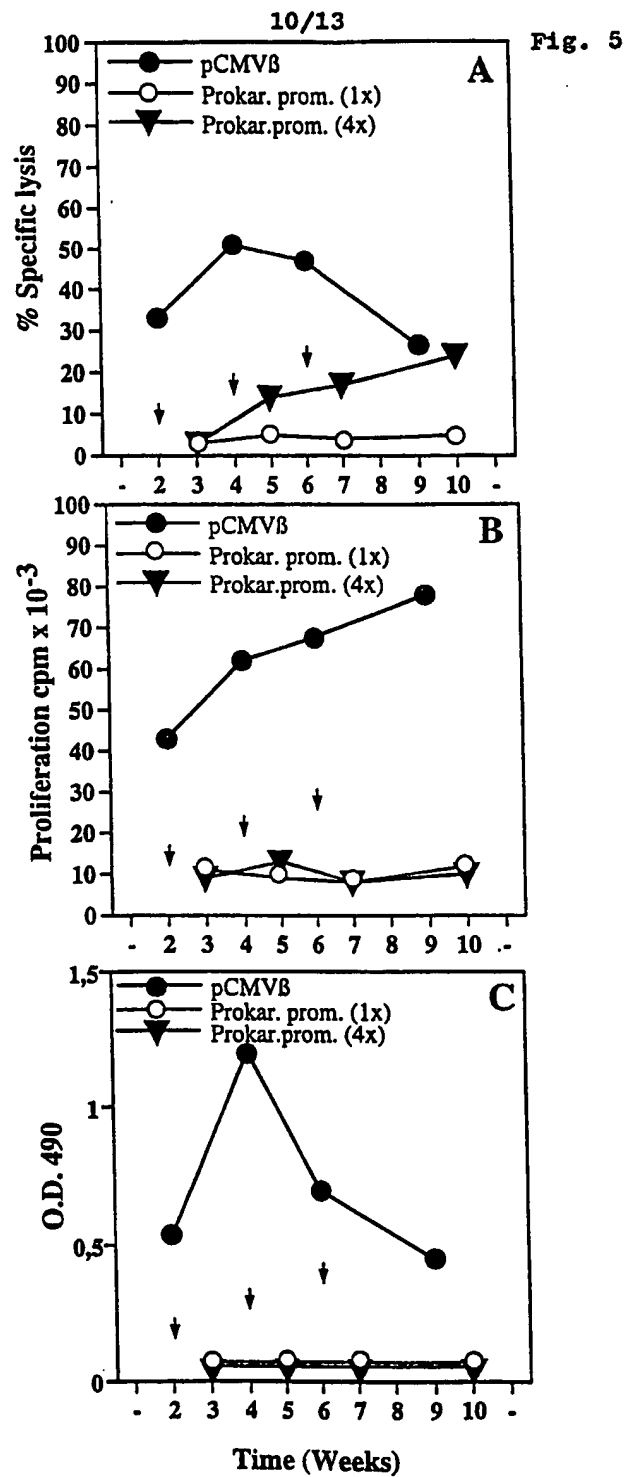 10/13
Fig. 5
A
pCMVß
Prokar. prom. (1x)
Prokar.prom. (4x)
% Specific lysis
100
90
80
70
60
50
40
30
20
10
0
- 2 3 4 5 6 7 8 9 10 -
B
pCMVß
Prokar. prom. (1x)
Prokar.prom. (4x)
Proliferation cpm x 10-3
100
90
80
70
60
50
40
30
20
10
0
- 2 3 4 5 6 7 8 9 10 .-
C
pCMVß
Prokar. prom. (1x)
Prokar.prom. (4x)
O.D. 490
1,5
1
0,5
0
- 2 3 4 5 6 7 8 9 10 -
Time (Weeks)